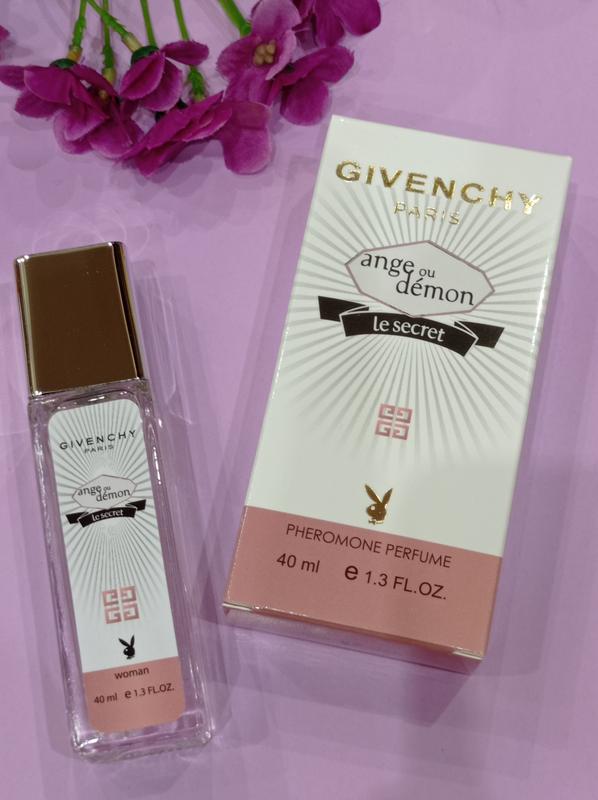 GIVENCHY
PARIS
ange ou
démon
le secret
PHEROMONE PERFUME
40 ml e 1.3 FL.OZ.
GIVENCHY
PARIS
ange ou
démon
le secret
woman
40 ml e 1.3 FL.OZ.